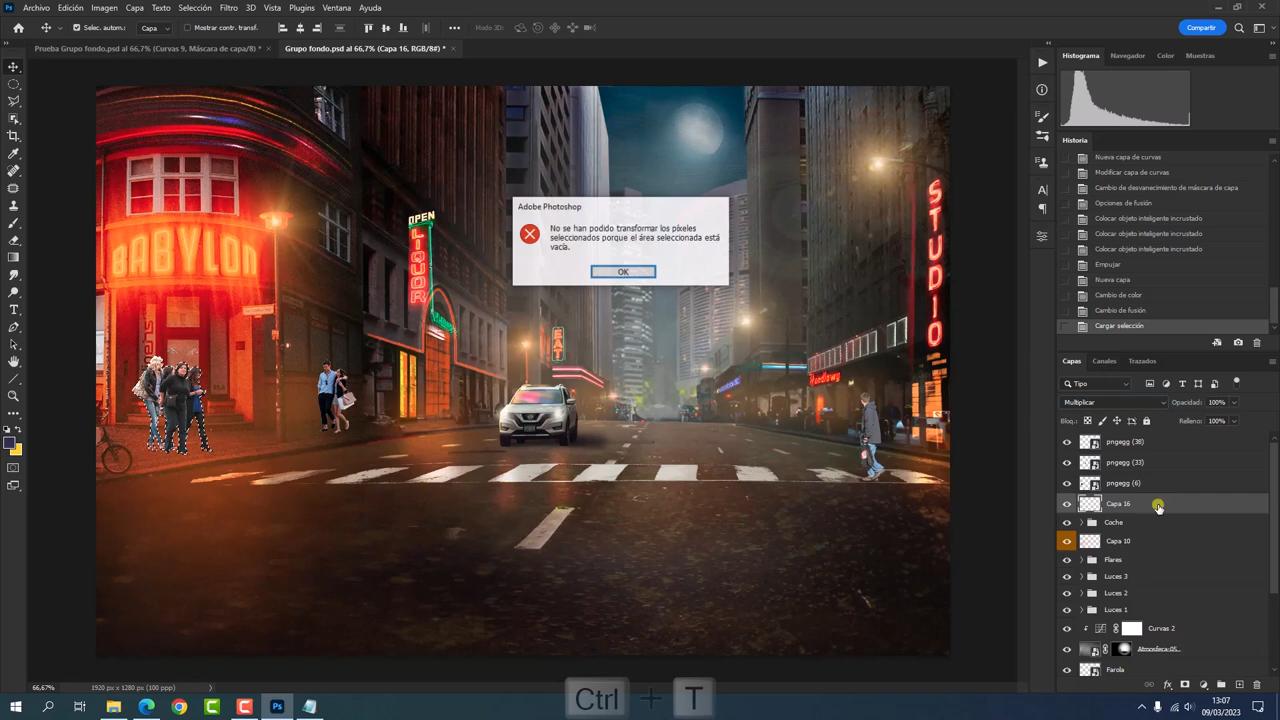 Archivo Edición Imagen Capa Texto Selección Filtro 3D Vista Plugins Ventana Ayuda
Selec. autom.: Capa Mostrar contr. transf. Modo 3D: Compartir
Prueba Grupo fondo.psd al 66,7% (Curvas 9, Máscara de capa/8) * Grupo fondo.psd al 66,7% (Capa 16, RGB/8#) *
Histograma Navegador Color Muestras
Historia
Nueva capa de curvas
Modificar capa de curvas
Cambio de desvanecimiento de máscara de capa
Opciones de fusión
Colocar objeto inteligente incrustado
Colocar objeto inteligente incrustado
Colocar objeto inteligente incrustado
Empujar
Nueva capa
Cambio de color
Cambio de fusión
Cargar selección
Adobe Photoshop
No se han podido transformar los píxeles
seleccionados porque el área seleccionada está
vacía.
OK
BABYLON
OPEN
LIQUOR
EAT
STUDIO
Capas Canales Trazados
Tipo
Multiplicar Opacidad: 100%
Bloq.: Relleno: 100%
pngegg (38)
pngegg (33)
pngegg (6)
Capa 16
Coche
Capa 10
Flares
Luces 3
Luces 2
Luces 1
Curvas 2
Atmosfera-05...
Farola
66,67% 1920 px x 1280 px (100 ppp)
Ctrl + T
13:07
09/03/2023